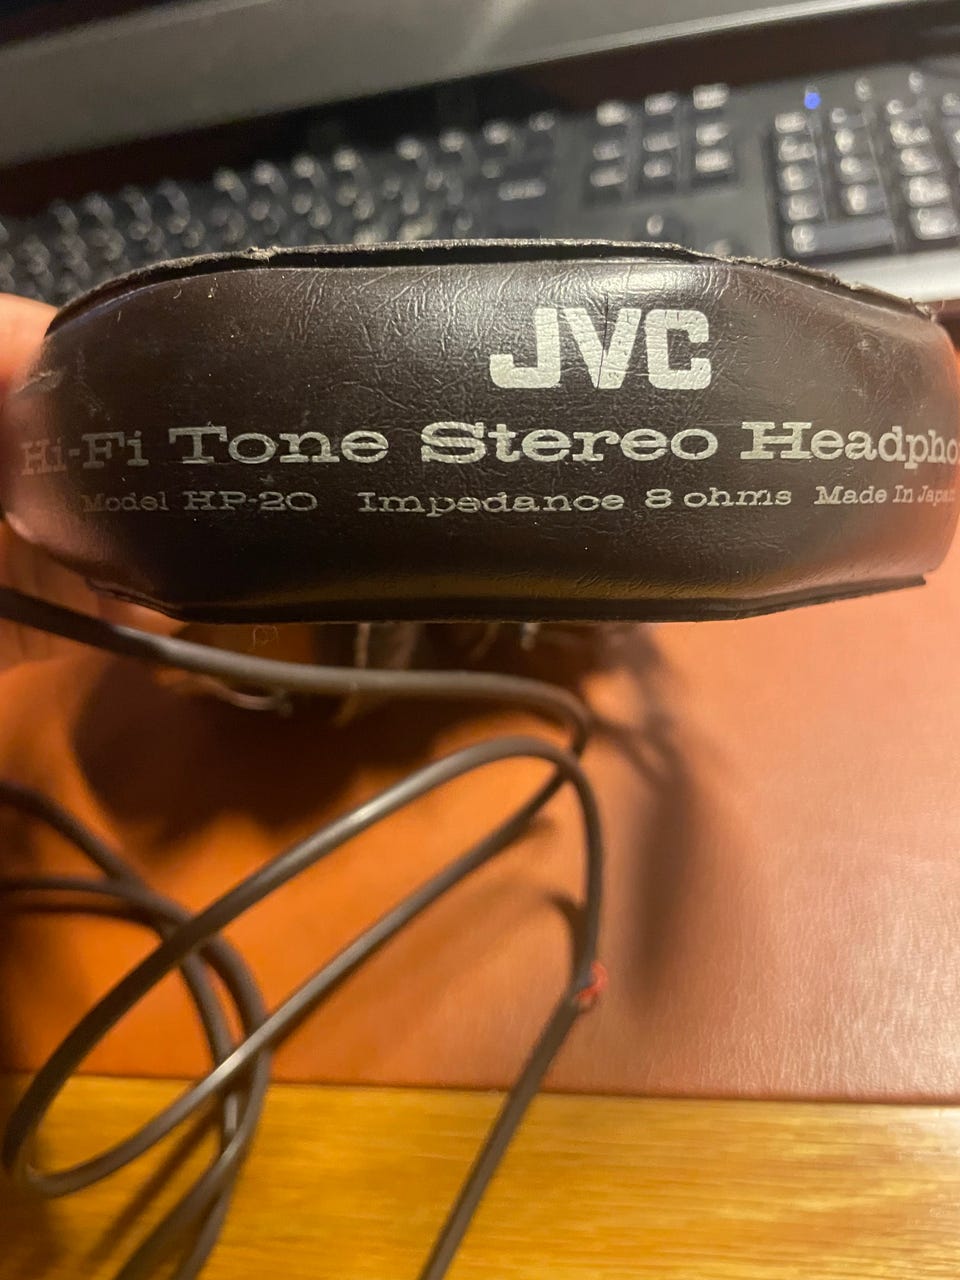 JVC
Hi-Fi Tone Stereo Headpho
Model HP-20 Impedance 8 ohms Made In Japan